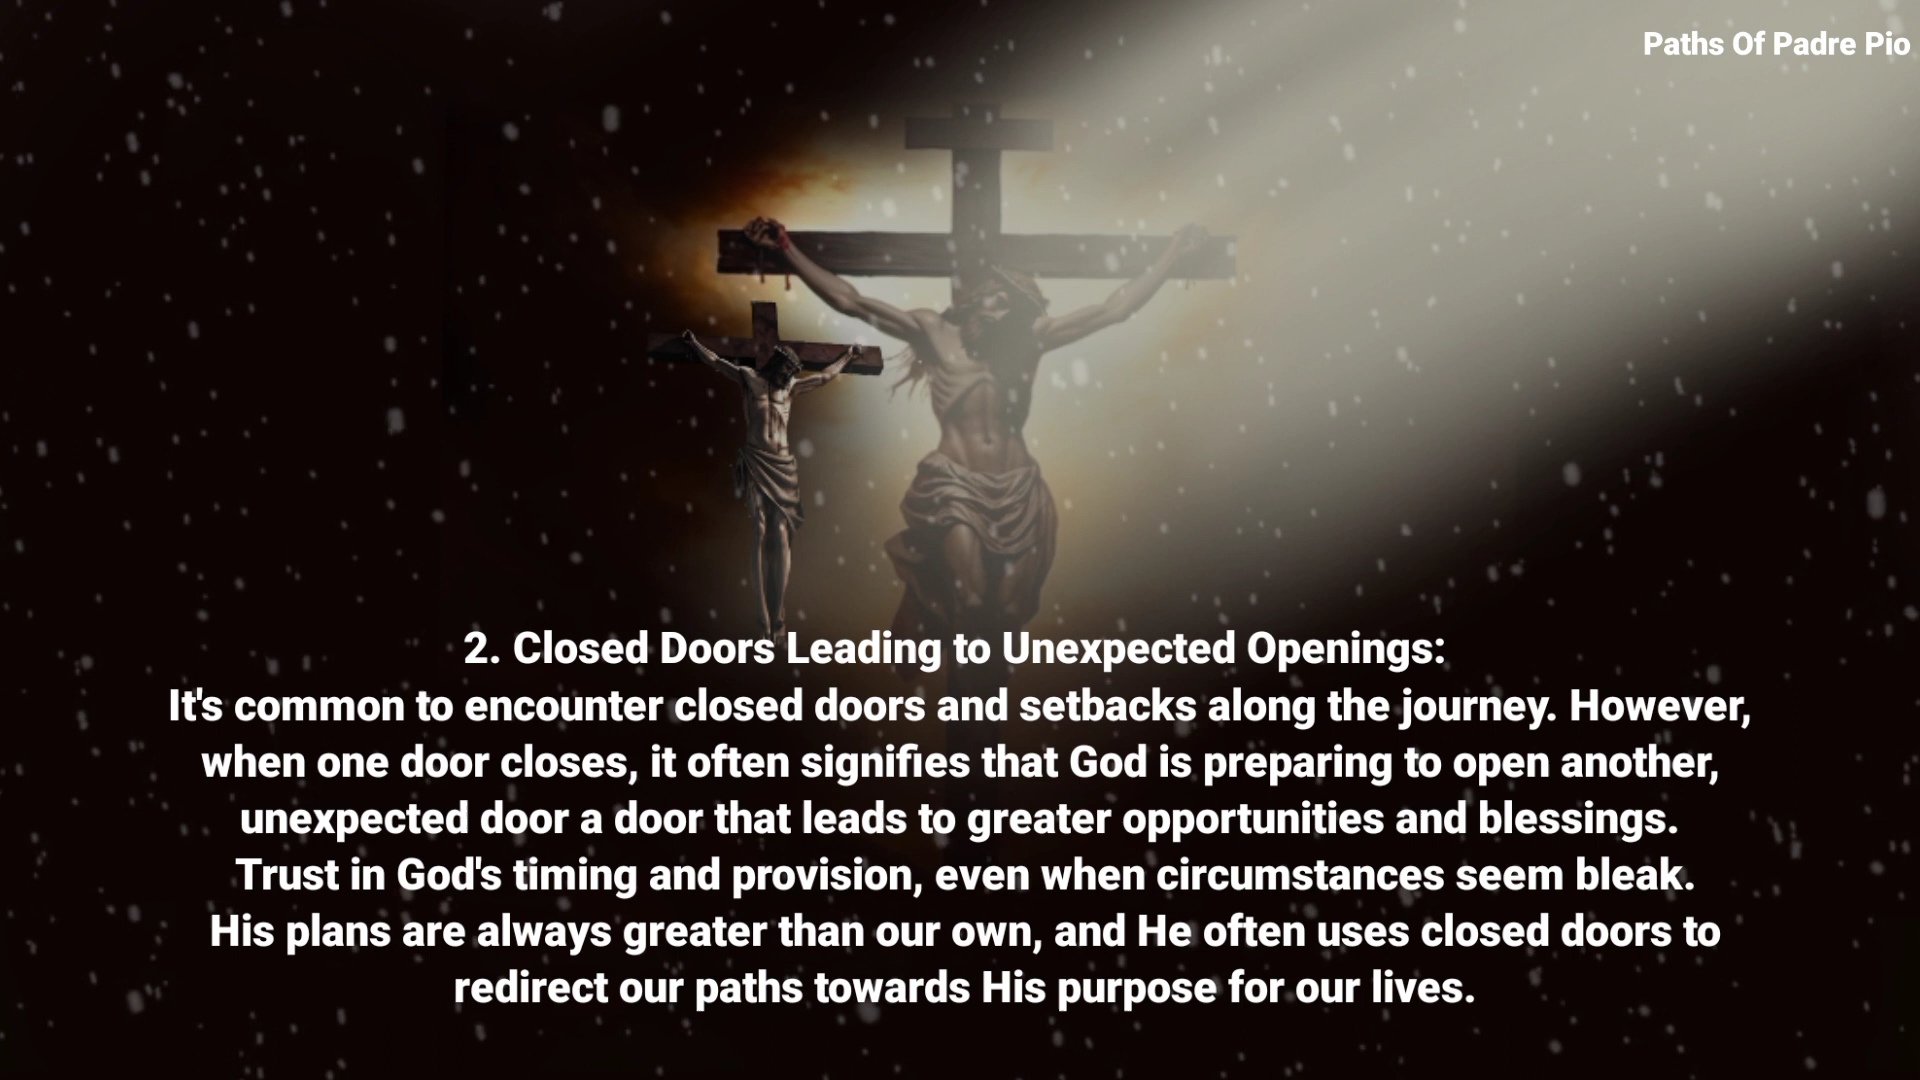 Paths Of Padre Pio
2. Closed Doors Leading to Unexpected Openings:
It's common to encounter closed doors and setbacks along the journey. However,
when one door closes, it often signifies that God is preparing to open another,
unexpected door a door that leads to greater opportunities and blessings.
Trust in God's timing and provision, even when circumstances seem bleak.
His plans are always greater than our own, and He often uses closed doors to
redirect our paths towards His purpose for our lives.